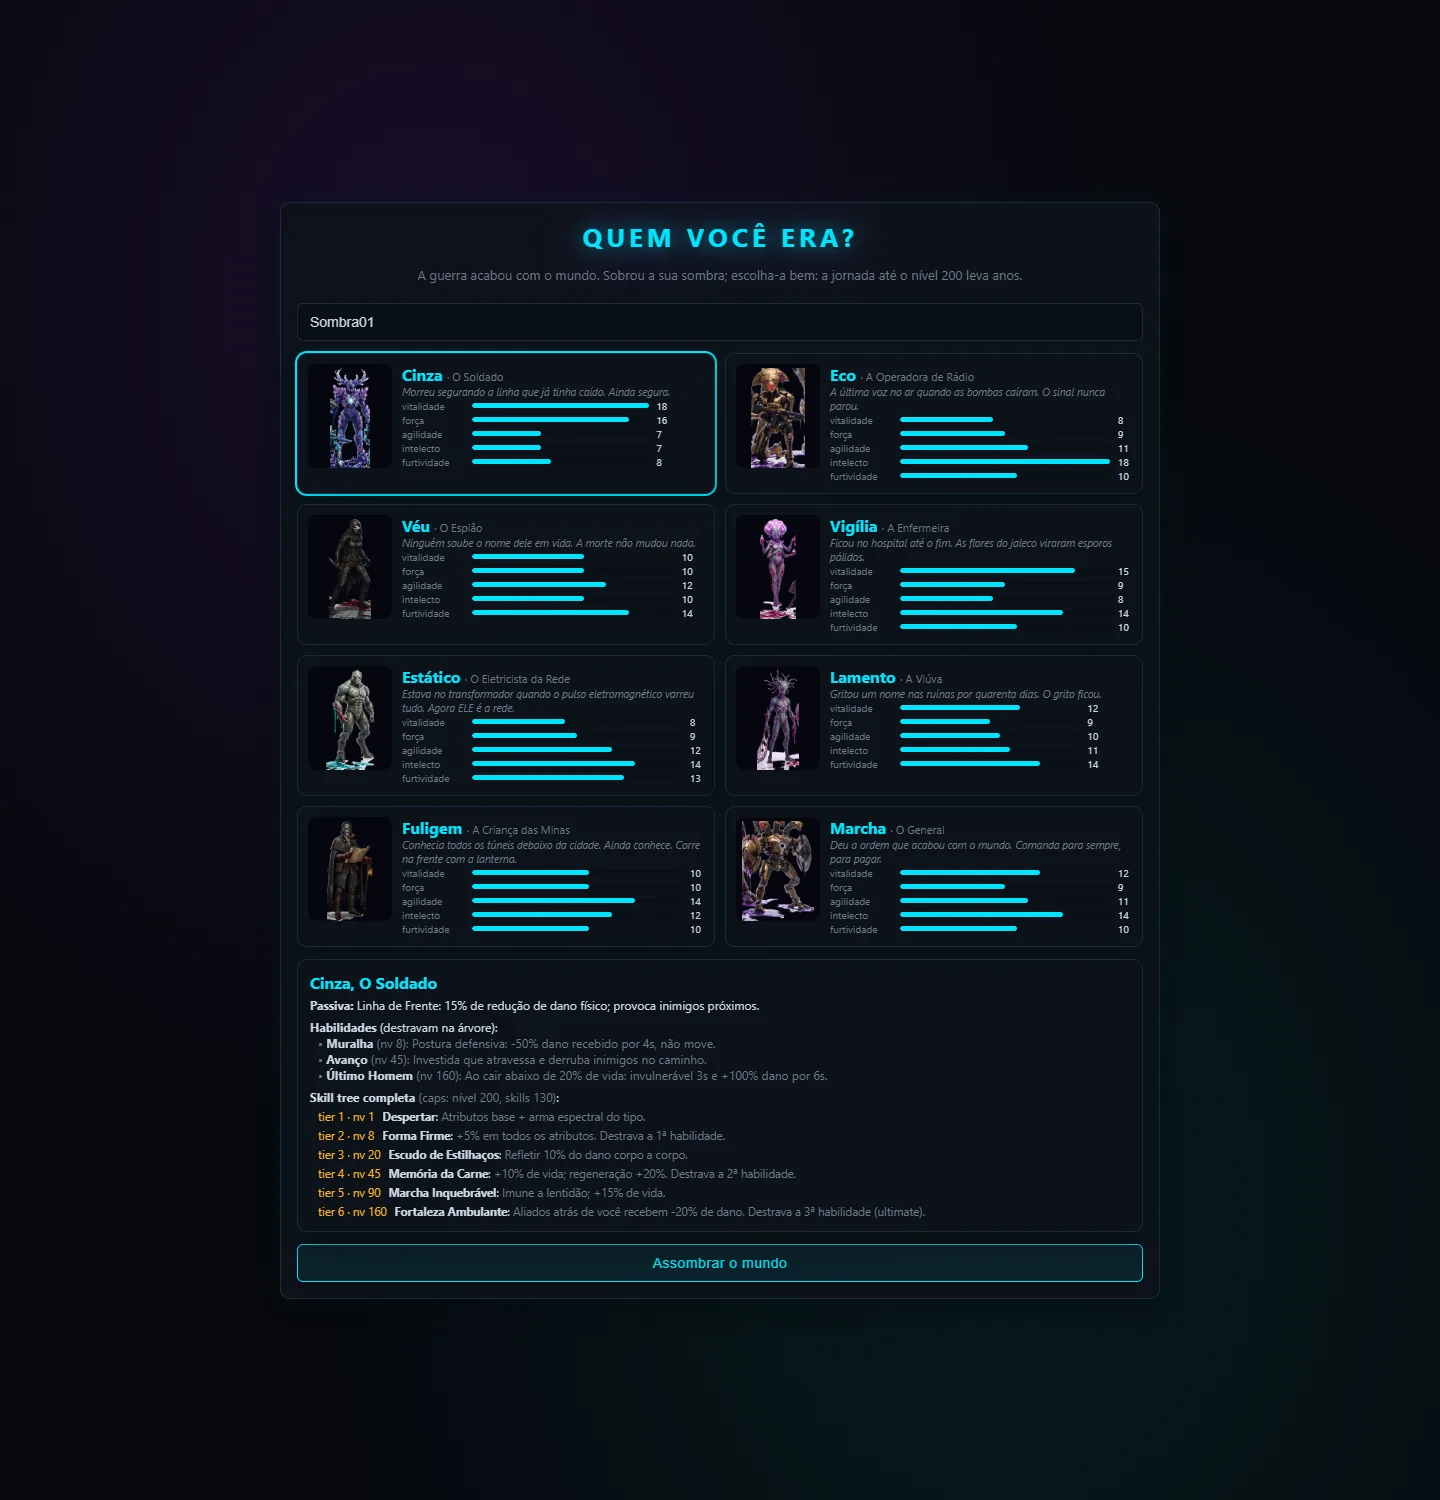 QUEM VOCÊ ERA?
A guerra acabou com o mundo. Sobrou a sua sombra; escolha-a bem: a jornada até o nível 200 leva anos.
Sombra01
Cinza · O Soldado
Morreu segurando a linha que já tinha caído. Ainda segura.
vitalidade 18
força 16
agilidade 7
intelecto 7
furtividade 8
Eco · A Operadora de Rádio
A última voz no ar quando as bombas caíram. O sinal nunca
parou.
vitalidade 8
força 9
agilidade 11
intelecto 18
furtividade 10
Véu · O Espião
Ninguém soube o nome dele em vida. A morte não mudou nada.
vitalidade 10
força 10
agilidade 12
intelecto 10
furtividade 14
Vigília · A Enfermeira
Ficou no hospital até o fim. As flores do jaleco viraram esporos
pálidos.
vitalidade 15
força 9
agilidade 8
intelecto 14
furtividade 10
Estático · O Eletricista da Rede
Estava no transformador quando o pulso eletromagnético varreu
tudo. Agora ELE é a rede.
vitalidade 8
força 9
agilidade 12
intelecto 14
furtividade 13
Lamento · A Viúva
Gritou um nome nas ruínas por quarenta dias. O grito ficou.
vitalidade 12
força 9
agilidade 10
intelecto 11
furtividade 14
Fuligem · A Criança das Minas
Conhecia todos os túneis debaixo da cidade. Ainda conhece. Corre
na frente com a lanterna.
vitalidade 10
força 10
agilidade 14
intelecto 12
furtividade 10
Marcha · O General
Deu a ordem que acabou com o mundo. Comanda para sempre,
para pagar.
vitalidade 12
força 9
agilidade 11
intelecto 14
furtividade 10
Cinza, O Soldado
Passiva: Linha de Frente: 15% de redução de dano físico; provoca inimigos próximos.
Habilidades (destravam na árvore):
• Muralha (nv 8): Postura defensiva: -50% dano recebido por 4s, não move.
• Avanço (nv 45): Investida que atravessa e derruba inimigos no caminho.
• Último Homem (nv 160): Ao cair abaixo de 20% de vida: invulnerável 3s e +100% dano por 6s.
Skill tree completa (caps: nível 200, skills 130):
tier 1 · nv 1 Despertar: Atributos base + arma espectral do tipo.
tier 2 · nv 8 Forma Firme: +5% em todos os atributos. Destrava a 1ª habilidade.
tier 3 · nv 20 Escudo de Estilhaços: Refletir 10% do dano corpo a corpo.
tier 4 · nv 45 Memória da Carne: +10% de vida; regeneração +20%. Destrava a 2ª habilidade.
tier 5 · nv 90 Marcha Inquebrável: Imune a lentidão; +15% de vida.
tier 6 · nv 160 Fortaleza Ambulante: Aliados atrás de você recebem -20% de dano. Destrava a 3ª habilidade (ultimate).
Assombrar o mundo